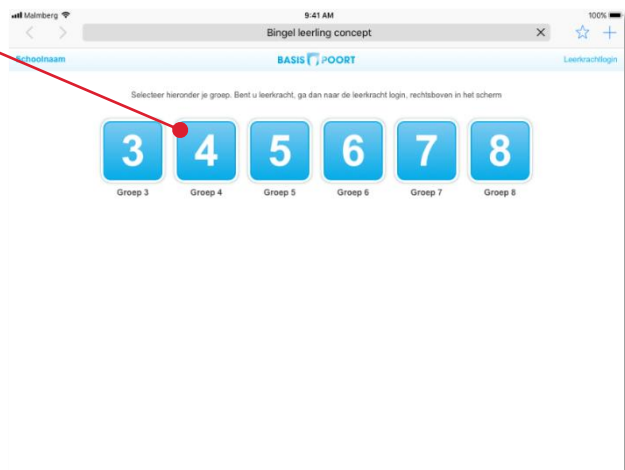 Malmberg 9:41 AM 100%
Bingel leerling concept
Schoolnaam BASIS POORT Leerkrachtlogin
Selecteer hieronder je groep. Bent u leerkracht, ga dan naar de leerkracht login, rechtsboven in het scherm
3 4 5 6 7 8
Groep 3 Groep 4 Groep 5 Groep 6 Groep 7 Groep 8